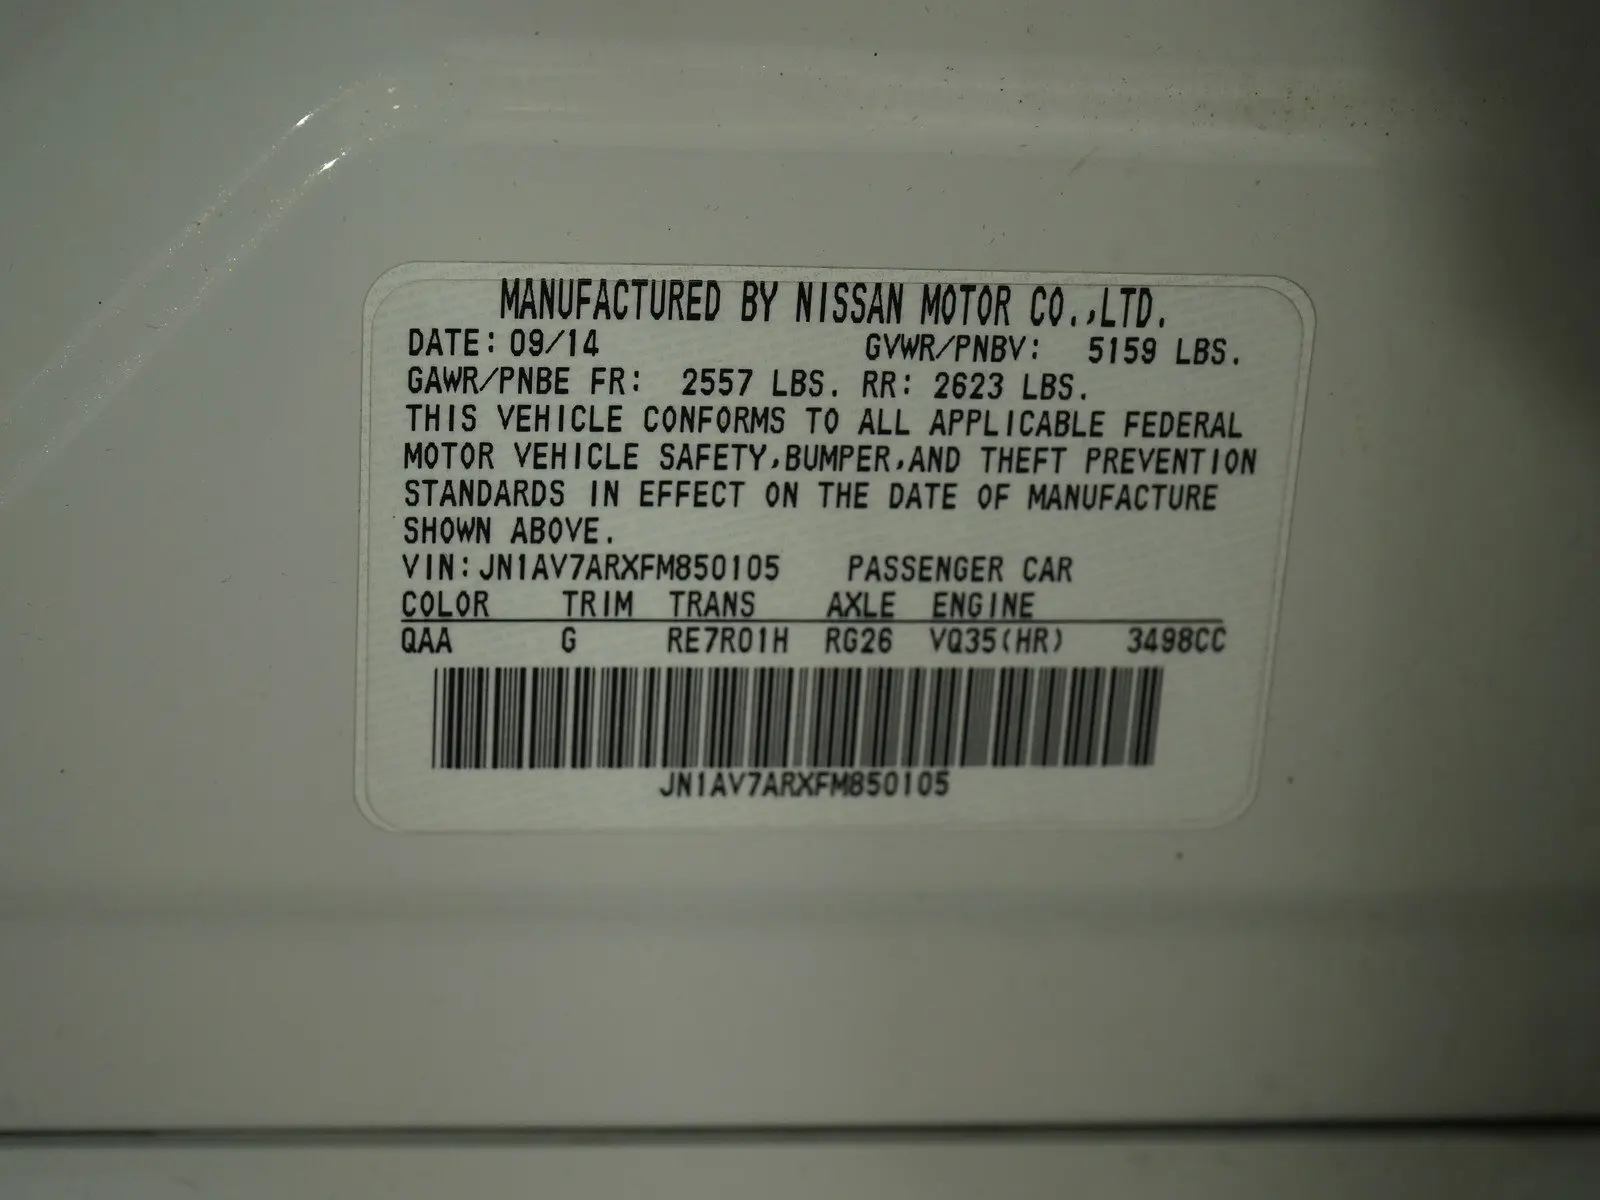 MANUFACTURED BY NISSAN MOTOR CO.,LTD.
DATE: 09/14 GVWR/PNBV: 5159 LBS.
GAWR/PNBE FR: 2557 LBS. RR: 2623 LBS.
THIS VEHICLE CONFORMS TO ALL APPLICABLE FEDERAL
MOTOR VEHICLE SAFETY,BUMPER,AND THEFT PREVENTION
STANDARDS IN EFFECT ON THE DATE OF MANUFACTURE
SHOWN ABOVE.
VIN:JN1AV7ARXFM850105 PASSENGER CAR
COLOR TRIM TRANS AXLE ENGINE
QAA G RE7R01H RG26 VQ35(HR) 3498CC
JN1AV7ARXFM850105